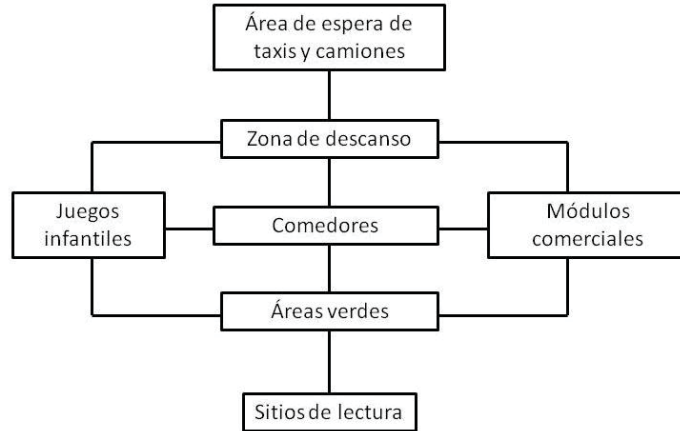 Área de espera de
taxis y camiones
Zona de descanso
Juegos
infantiles
Comedores
Módulos
comerciales
Áreas verdes
Sitios de lectura